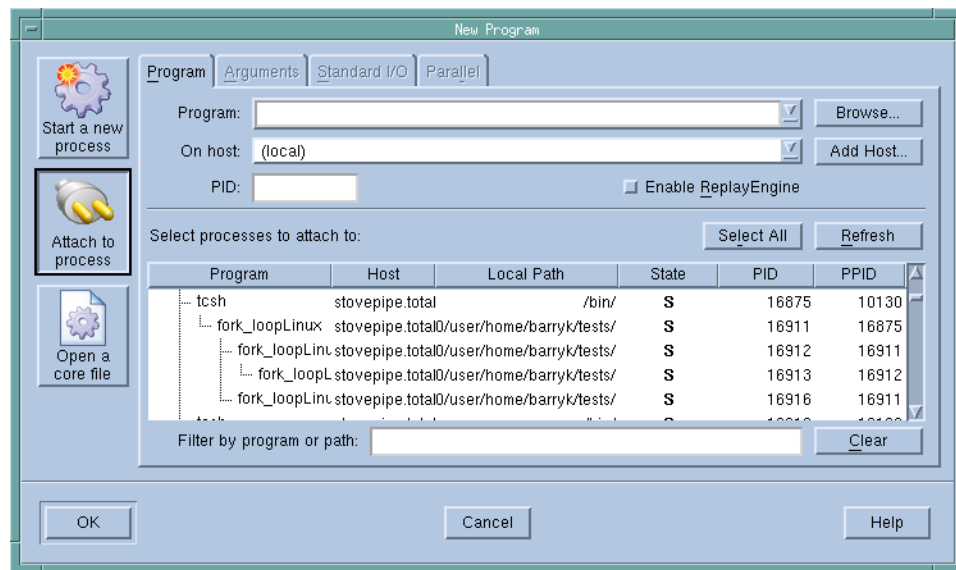 New Program
Start a new
process
Attach to
process
Open a
core file
Program Arguments Standard I/O Parallel
Program: Browse...
On host: (local) Add Host...
PID: Enable ReplayEngine
Select processes to attach to: Select All Refresh
Program Host Local Path State PID PPID
tcsh stovepipe.total /bin/ S 16875 10130
fork_loopLinux stovepipe.total0/user/home/barryk/tests/ S 16911 16875
fork_loopLinu stovepipe.total0/user/home/barryk/tests/ S 16912 16911
fork_loopL stovepipe.total0/user/home/barryk/tests/ S 16913 16912
fork_loopLinu stovepipe.total0/user/home/barryk/tests/ S 16916 16911
Filter by program or path: Clear
OK Cancel Help